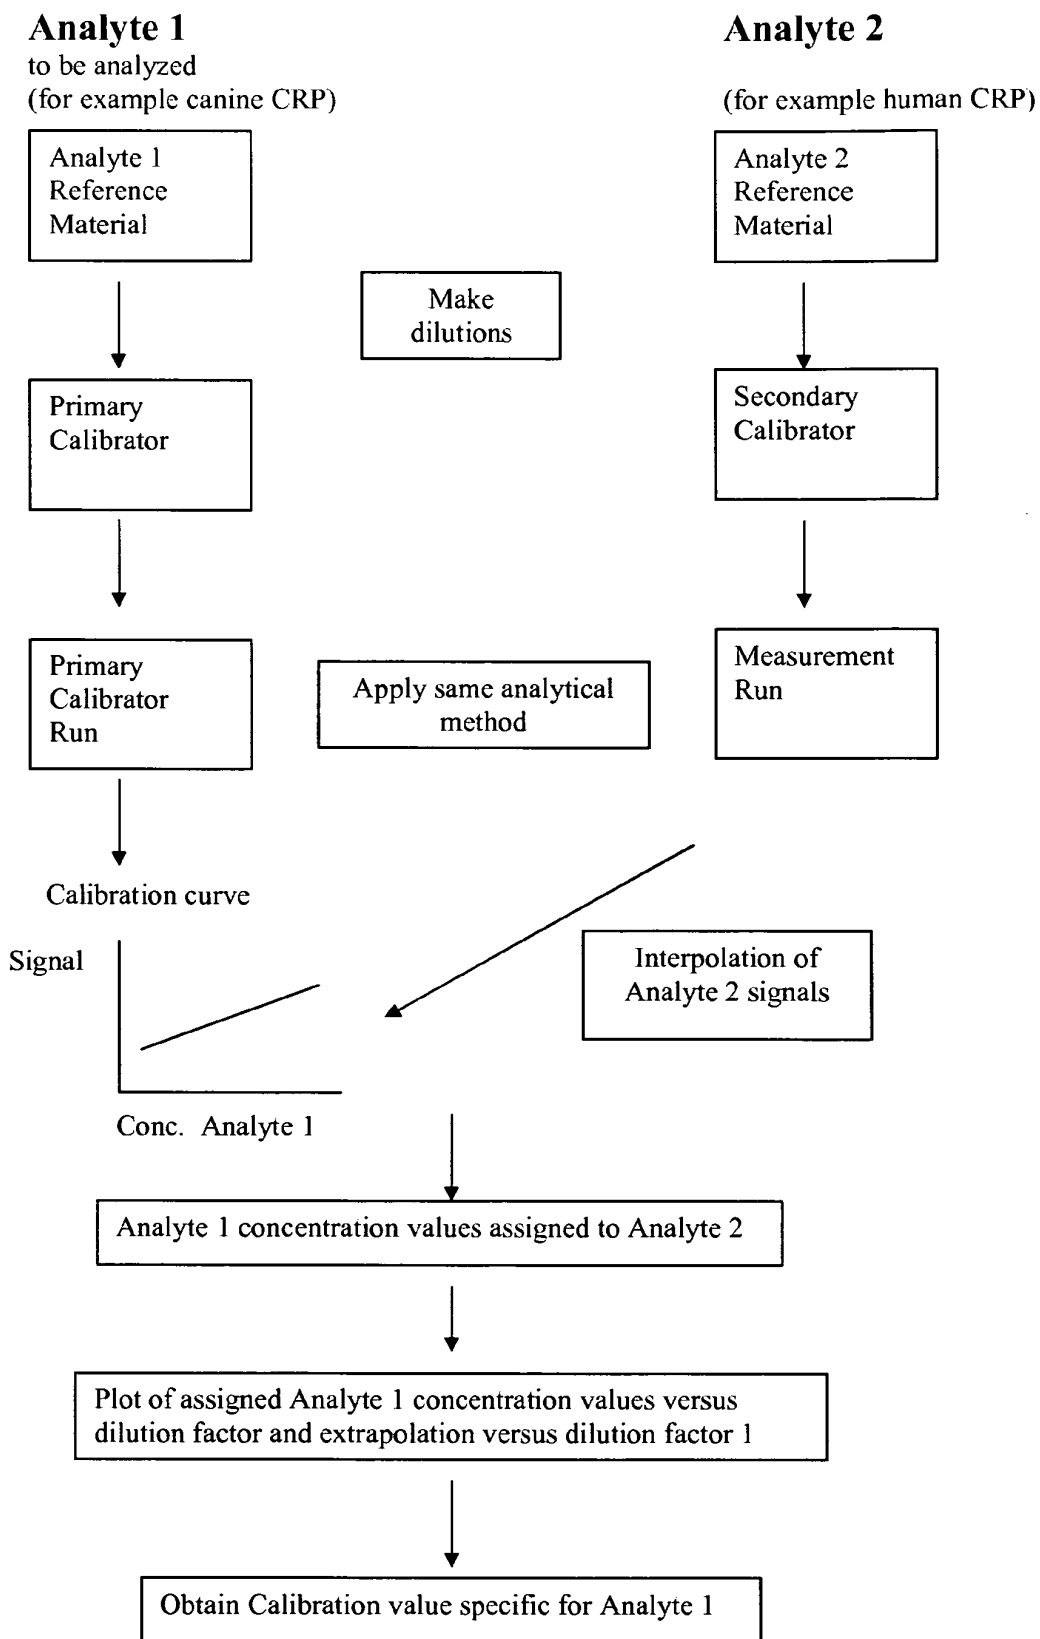 Analyte 1
to be analyzed
(for example canine CRP)
Analyte 2
(for example human CRP)
Analyte 1
Reference
Material
Analyte 2
Reference
Material
Make
dilutions
Primary
Calibrator
Secondary
Calibrator
Primary
Calibrator
Run
Apply same analytical
method
Measurement
Run
Calibration curve
Signal
Interpolation of
Analyte 2 signals
Conc. Analyte 1
Analyte 1 concentration values assigned to Analyte 2
Plot of assigned Analyte 1 concentration values versus
dilution factor and extrapolation versus dilution factor 1
Obtain Calibration value specific for Analyte 1